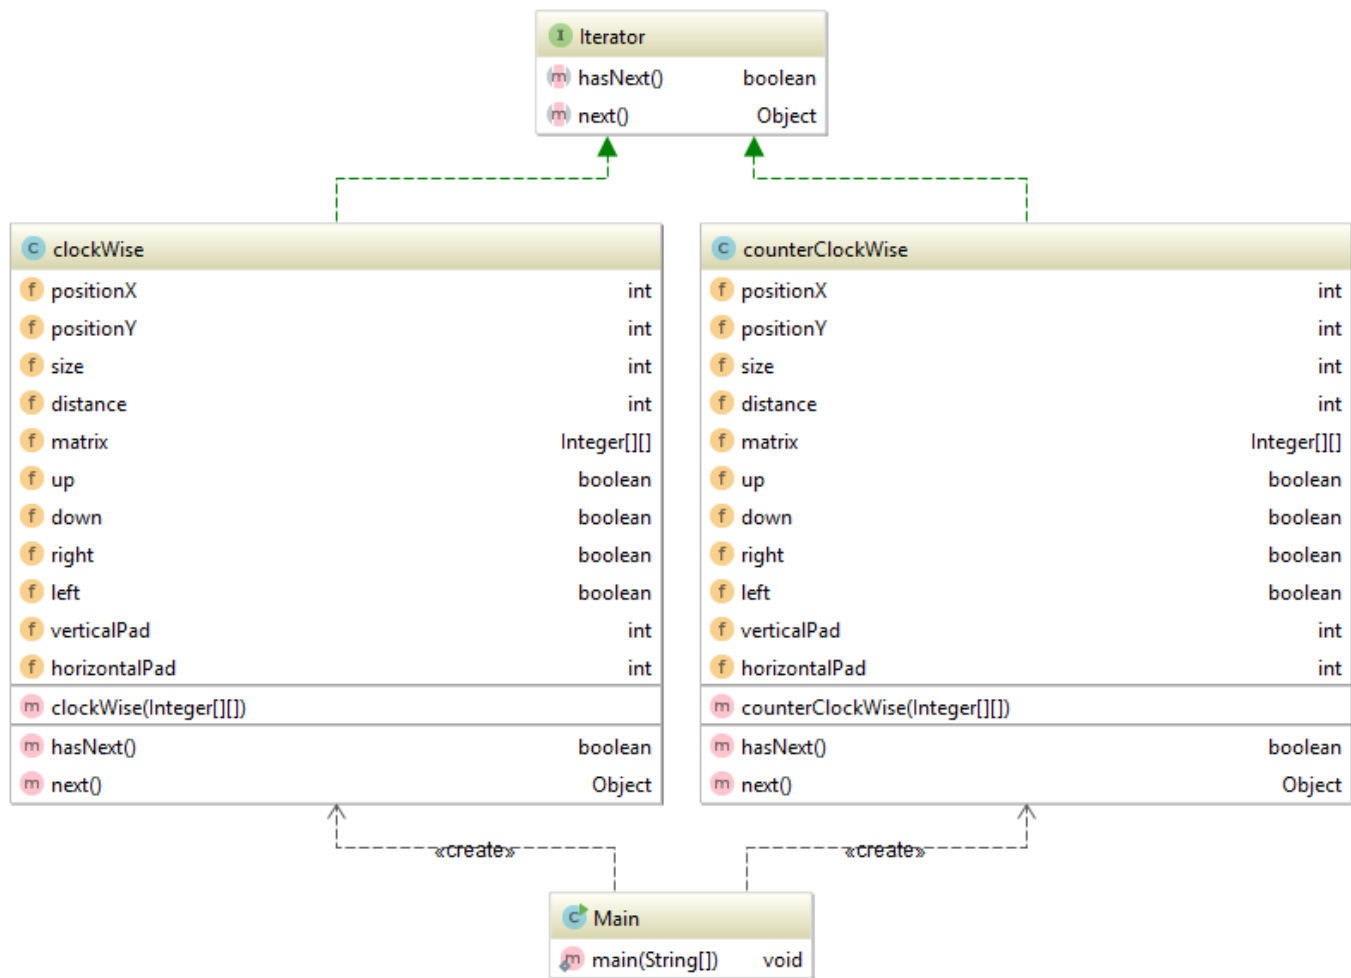 I Iterator
m hasNext() boolean
m next() Object
C clockWise
f positionX int
f positionY int
f size int
f distance int
f matrix Integer[][]
f up boolean
f down boolean
f right boolean
f left boolean
f verticalPad int
f horizontalPad int
m clockWise(Integer[][])
m hasNext() boolean
m next() Object
C counterClockWise
f positionX int
f positionY int
f size int
f distance int
f matrix Integer[][]
f up boolean
f down boolean
f right boolean
f left boolean
f verticalPad int
f horizontalPad int
m counterClockWise(Integer[][])
m hasNext() boolean
m next() Object
«create»
«create»
C Main
m main(String[]) void